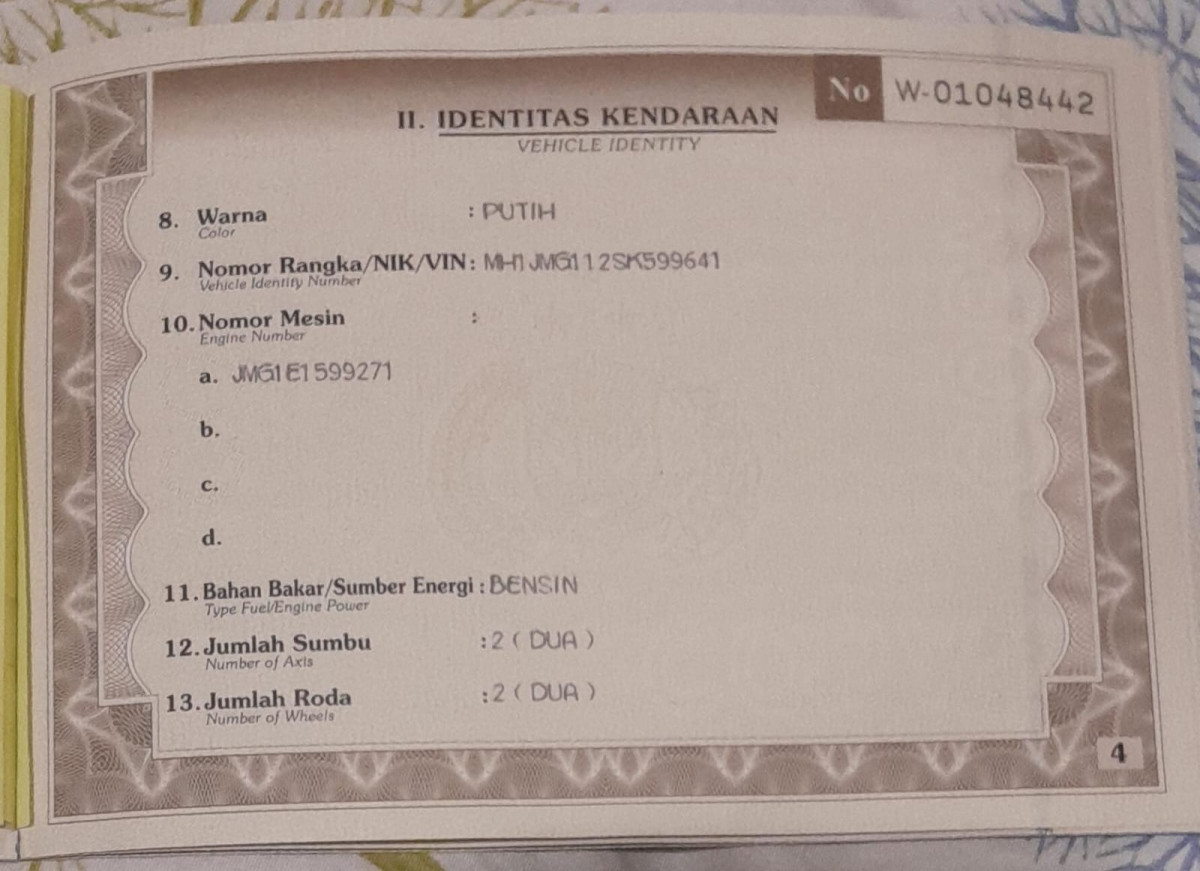 No W-01048442
II. IDENTITAS KENDARAAN
VEHICLE IDENTITY
8. Warna : PUTIH
Color
9. Nomor Rangka/NIK/VIN : MH1JMG112SK599641
Vehicle Identity Number
10. Nomor Mesin :
Engine Number
a. JMG1E1599271
b.
c.
d.
11. Bahan Bakar/Sumber Energi : BENSIN
Type Fuel/Engine Power
12. Jumlah Sumbu : 2 ( DUA )
Number of Axis
13. Jumlah Roda : 2 ( DUA )
Number of Wheels
4